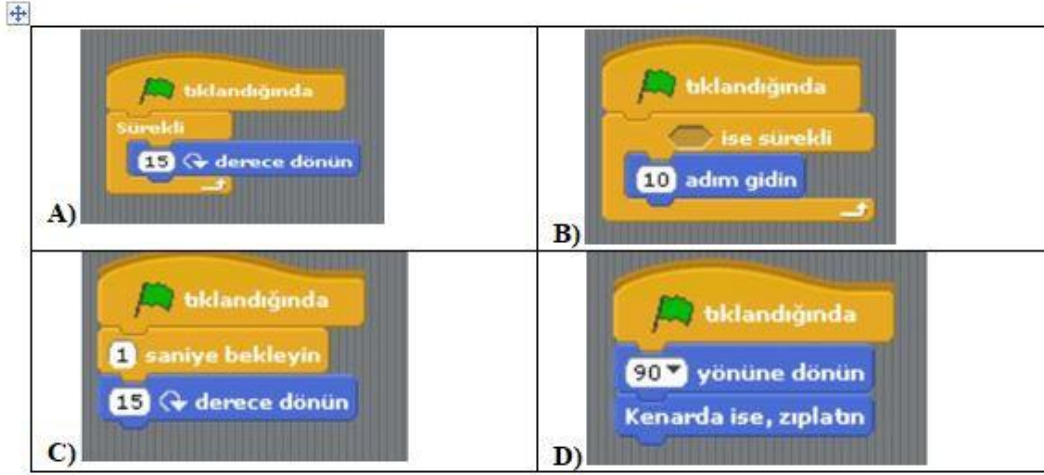 tıklandığında
Sürekli
15 derece dönün
A)
tıklandığında
ise sürekli
10 adım gidin
B)
tıklandığında
1 saniye bekleyin
15 derece dönün
C)
tıklandığında
90 yönüne dönün
Kenarda ise, zıplatın
D)